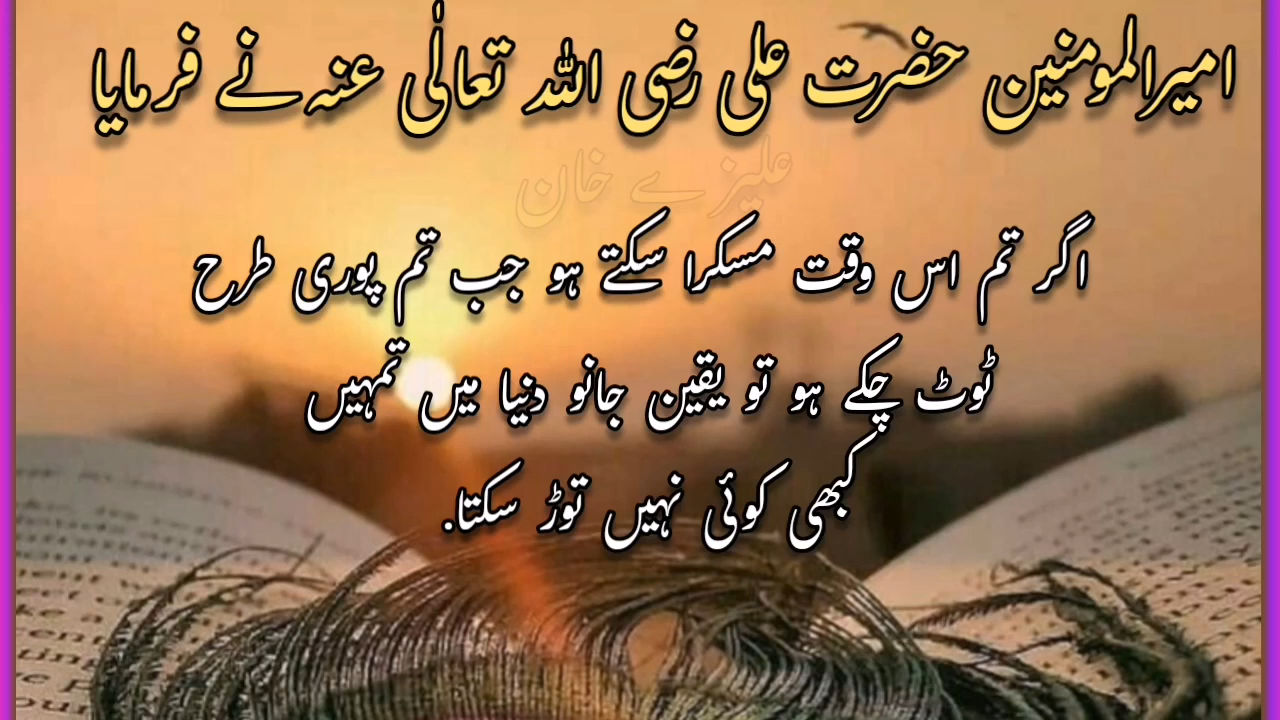 امیرالمومنین حضرت علی رضی اللہ تعالٰی عنہ نے فرمایا
علیزے خان
اگر تم اس وقت مسکرا سکتے ہو جب تم پوری طرح
ٹوٹ چکے ہو تو یقین جانو دنیا میں تمہیں
کبھی کوئی نہیں توڑ سکتا.